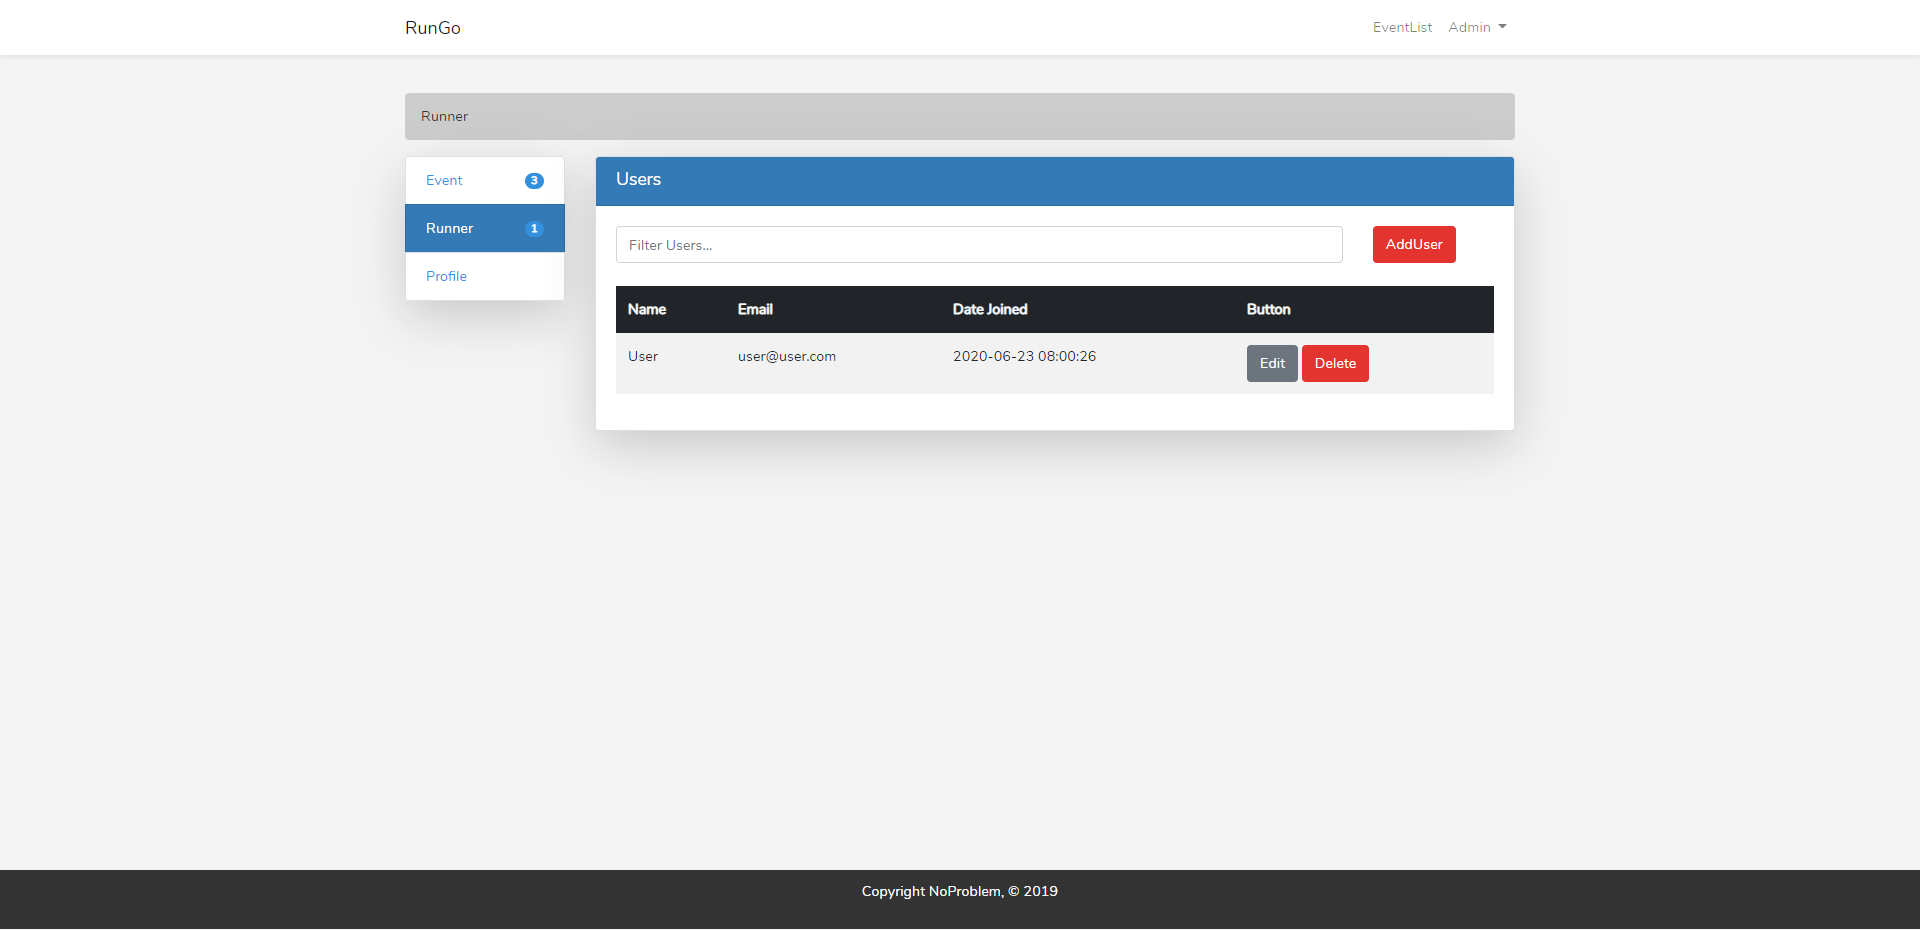 RunGo
EventList Admin
Runner
Event 3
Runner 1
Profile
Users
Filter Users...
AddUser
Name Email Date Joined Button
User user@user.com 2020-06-23 08:00:26 Edit Delete
Copyright NoProblem, © 2019